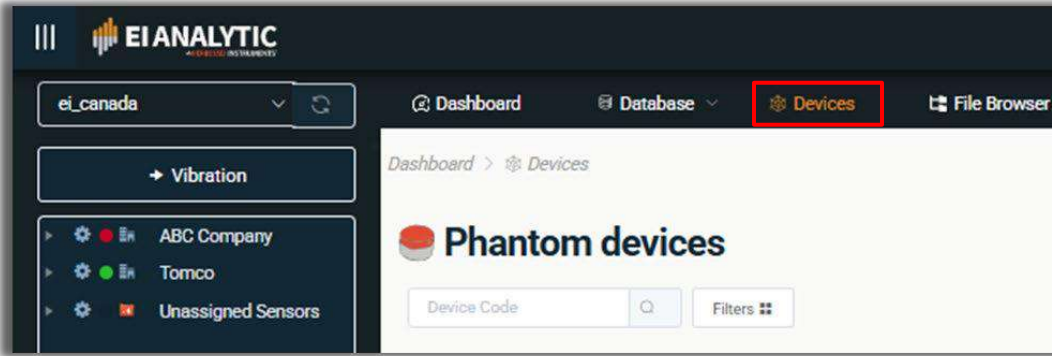 EI ANALYTIC
ei_canada
Dashboard
Database
Devices
File Browser
Vibration
Dashboard > Devices
ABC Company
Tomco
Unassigned Sensors
Phantom devices
Device Code
Filters